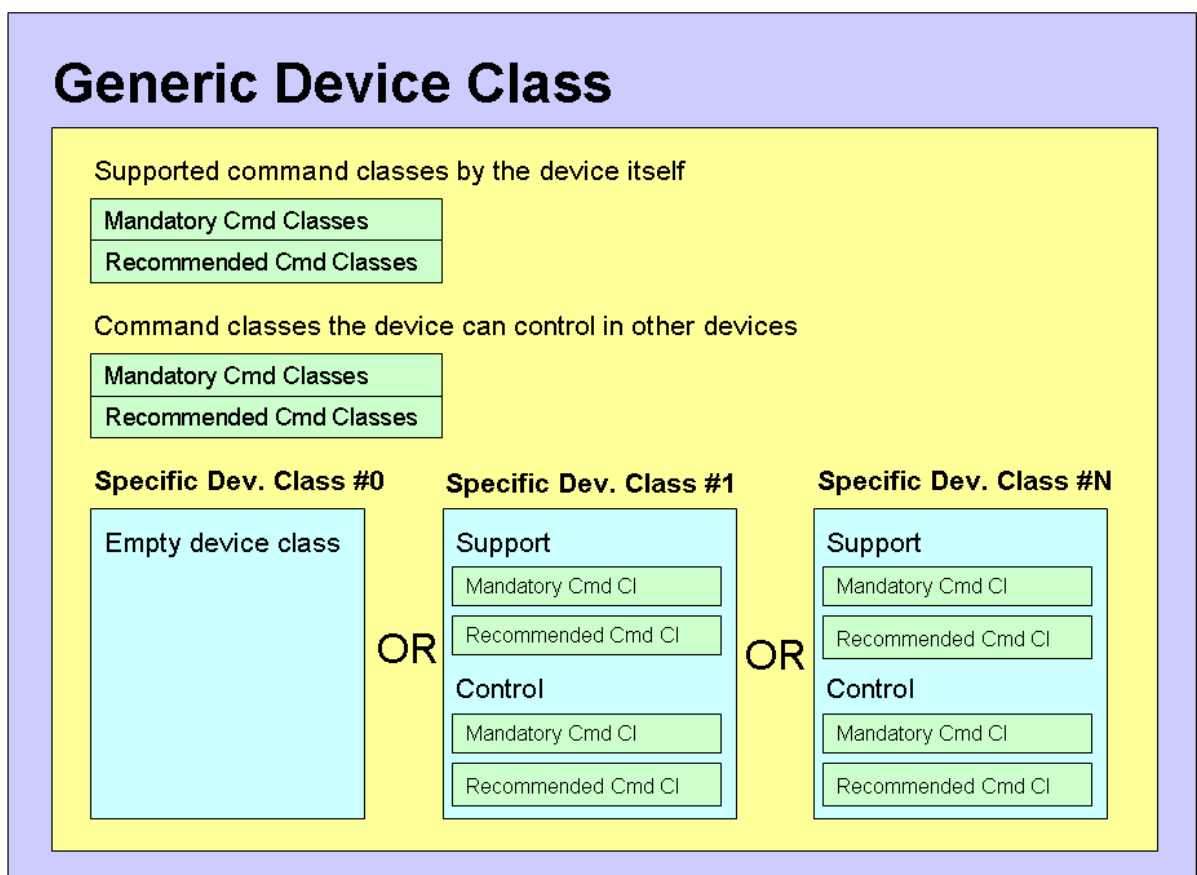 Generic Device Class
Supported command classes by the device itself
Mandatory Cmd Classes
Recommended Cmd Classes
Command classes the device can control in other devices
Mandatory Cmd Classes
Recommended Cmd Classes
Specific Dev. Class #0
Empty device class
OR
Specific Dev. Class #1
Support
Mandatory Cmd Cl
Recommended Cmd Cl
Control
Mandatory Cmd Cl
Recommended Cmd Cl
OR
Specific Dev. Class #N
Support
Mandatory Cmd Cl
Recommended Cmd Cl
Control
Mandatory Cmd Cl
Recommended Cmd Cl